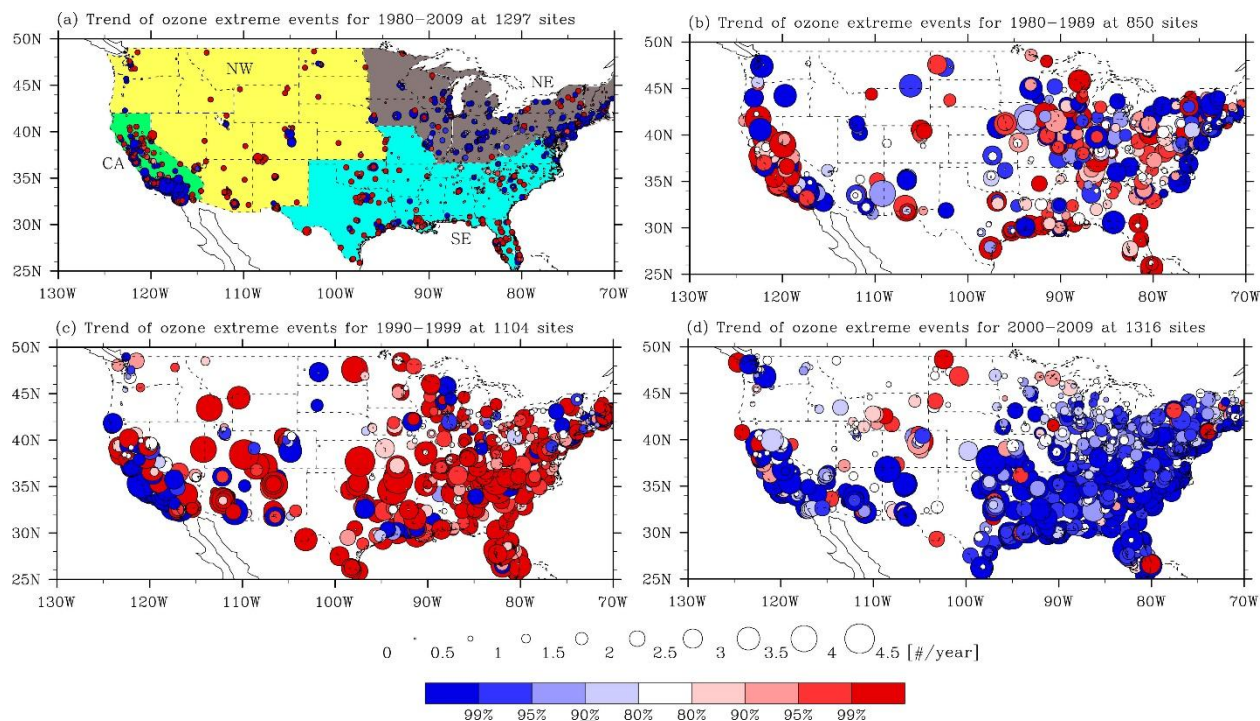 (a) Trend of ozone extreme events for 1980−2009 at 1297 sites
50N
45N
40N
35N
30N
25N
130W 120W 110W 100W 90W 80W 70W
NW
NE
CA
SE
(b) Trend of ozone extreme events for 1980−1989 at 850 sites
50N
45N
40N
35N
30N
25N
130W 120W 110W 100W 90W 80W 70W
(c) Trend of ozone extreme events for 1990−1999 at 1104 sites
50N
45N
40N
35N
30N
25N
130W 120W 110W 100W 90W 80W 70W
(d) Trend of ozone extreme events for 2000−2009 at 1316 sites
50N
45N
40N
35N
30N
25N
130W 120W 110W 100W 90W 80W 70W
0 0.5 1 1.5 2 2.5 3 3.5 4 4.5 [#/year]
99% 95% 90% 80% 80% 90% 95% 99%